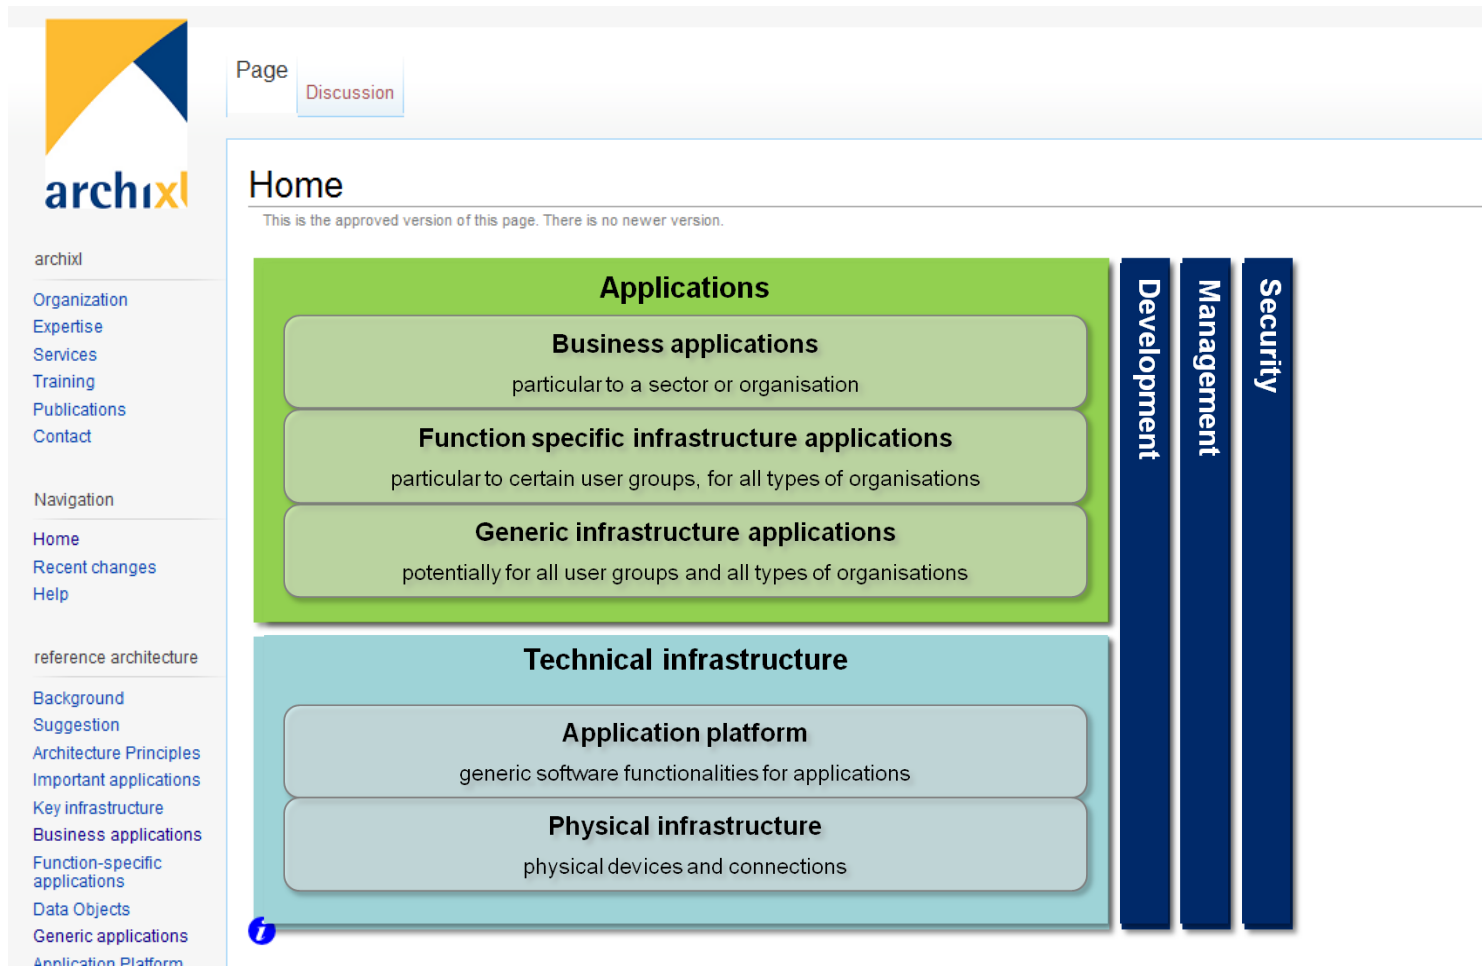 Page
Discussion
archixl
Home
This is the approved version of this page. There is no newer version.
archixl
Organization
Expertise
Services
Training
Publications
Contact
Navigation
Home
Recent changes
Help
reference architecture
Background
Suggestion
Architecture Principles
Important applications
Key infrastructure
Business applications
Function-specific
applications
Data Objects
Generic applications
Application Platform
Applications
Business applications
particular to a sector or organisation
Function specific infrastructure applications
particular to certain user groups, for all types of organisations
Generic infrastructure applications
potentially for all user groups and all types of organisations
Technical infrastructure
Application platform
generic software functionalities for applications
Physical infrastructure
physical devices and connections
i
Development
Management
Security